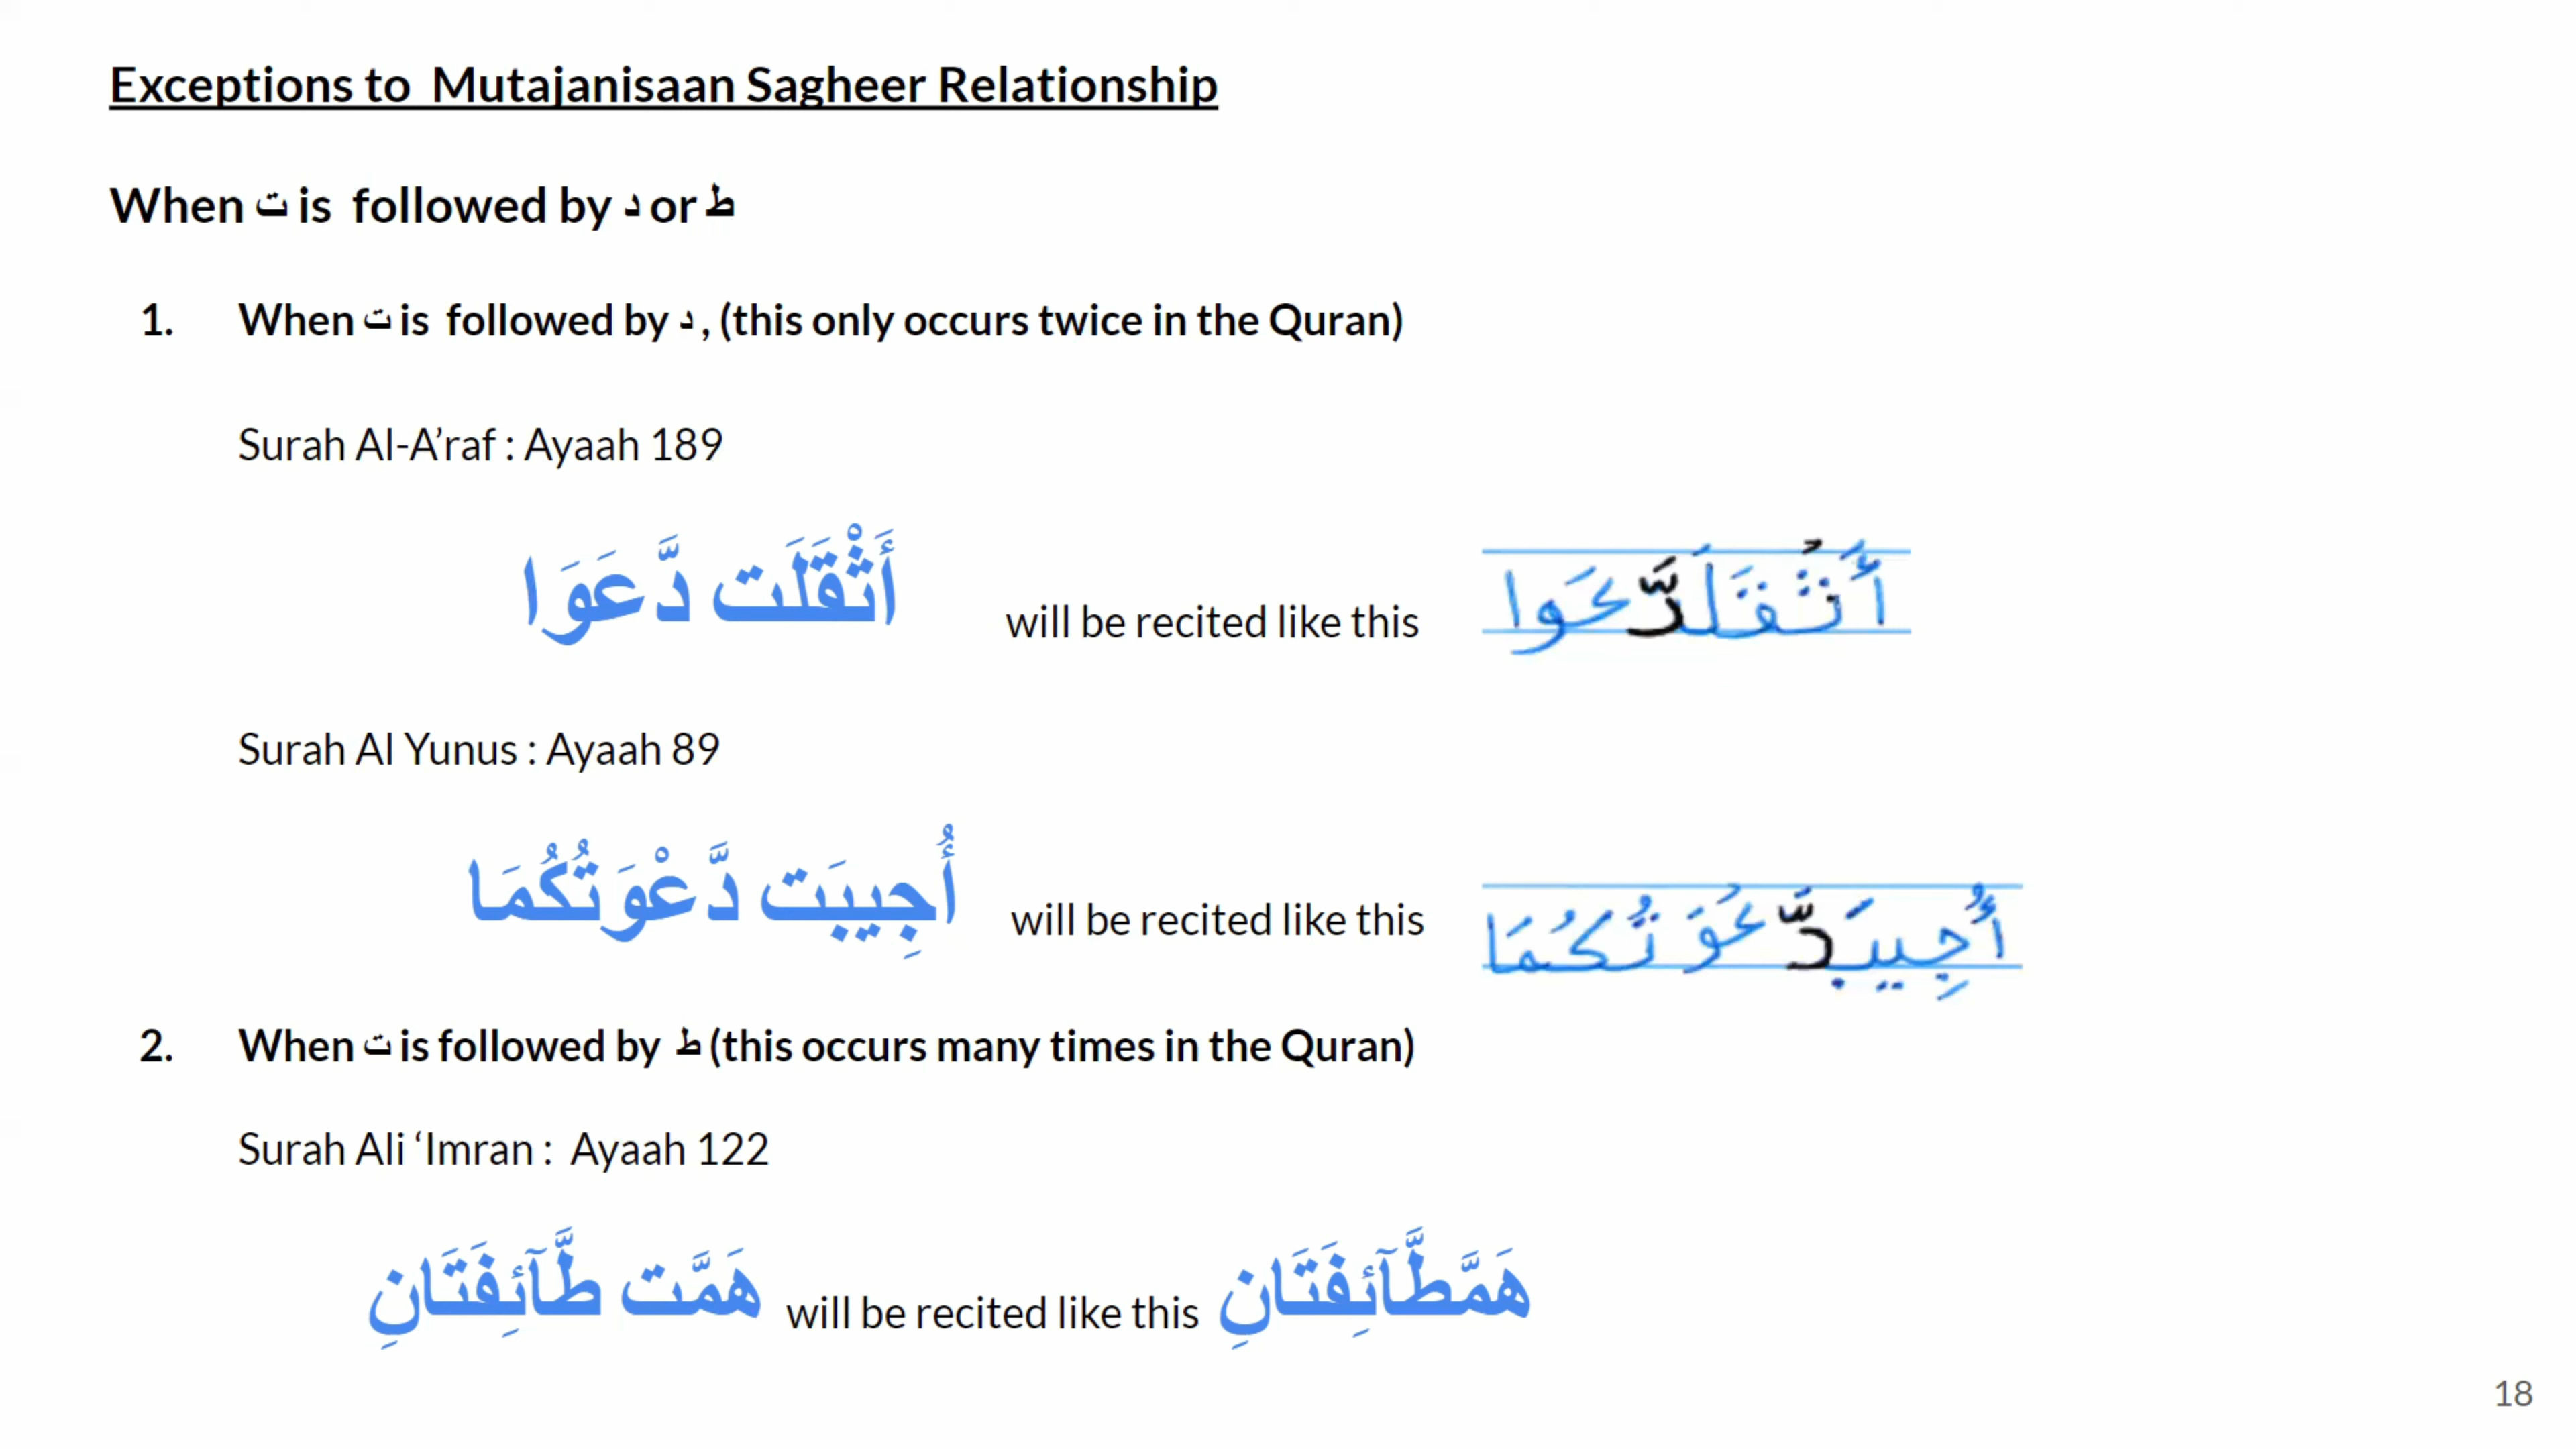 Exceptions to Mutajanisaan Sagheer Relationship
When ت is followed by د or ط
1. When ت is followed by د , (this only occurs twice in the Quran)
Surah Al-A’raf : Ayaah 189
أَثْقَلَت دَّعَوَا will be recited like this أَثُقَلَدَّعَوا
Surah Al Yunus : Ayaah 89
أُجِيبَت دَّعْوَتُكُمَا will be recited like this أُجِيبَدَّعُوَتُكُمَا
2. When ت is followed by ط (this occurs many times in the Quran)
Surah Ali ‘Imran : Ayaah 122
هَمَّت طَّآئِفَتَانِ will be recited like this هَمَّطَّآئِفَتَانِ
18